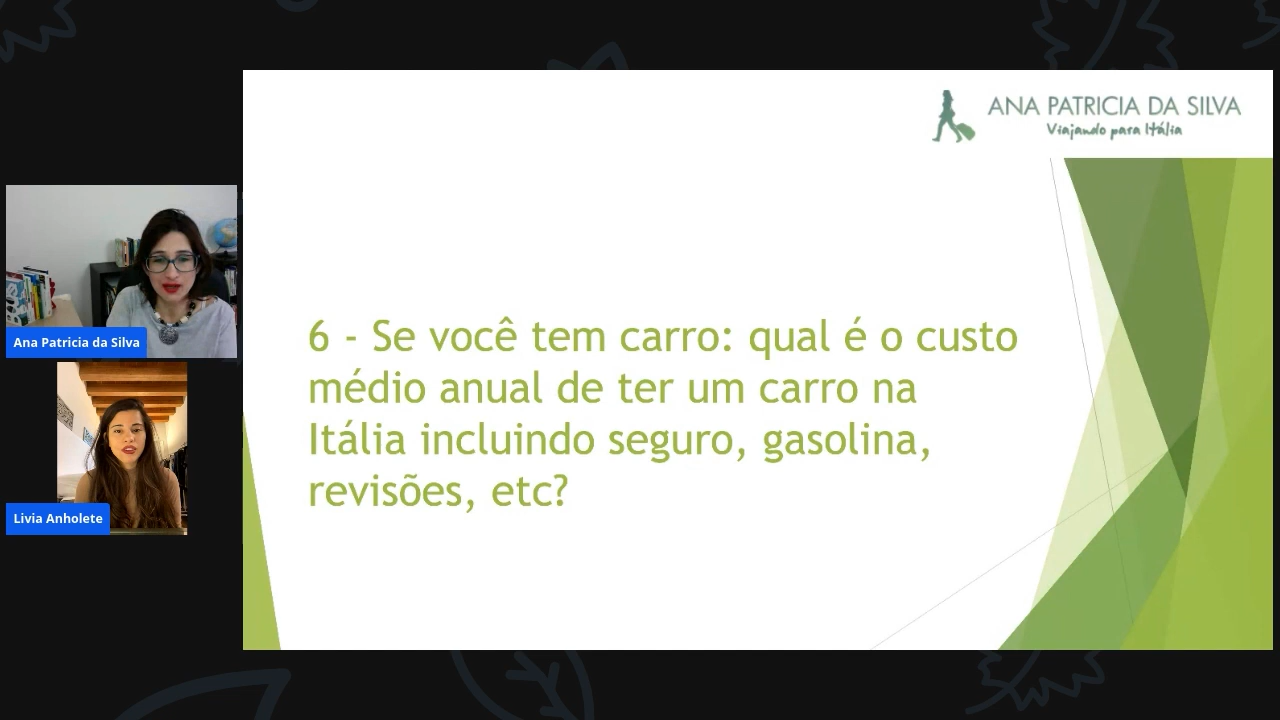 ANA PATRICIA DA SILVA
Viajando para Itália
Ana Patricia da Silva
Livia Anholete
6 - Se você tem carro: qual é o custo
médio anual de ter um carro na
Itália incluindo seguro, gasolina,
revisões, etc?